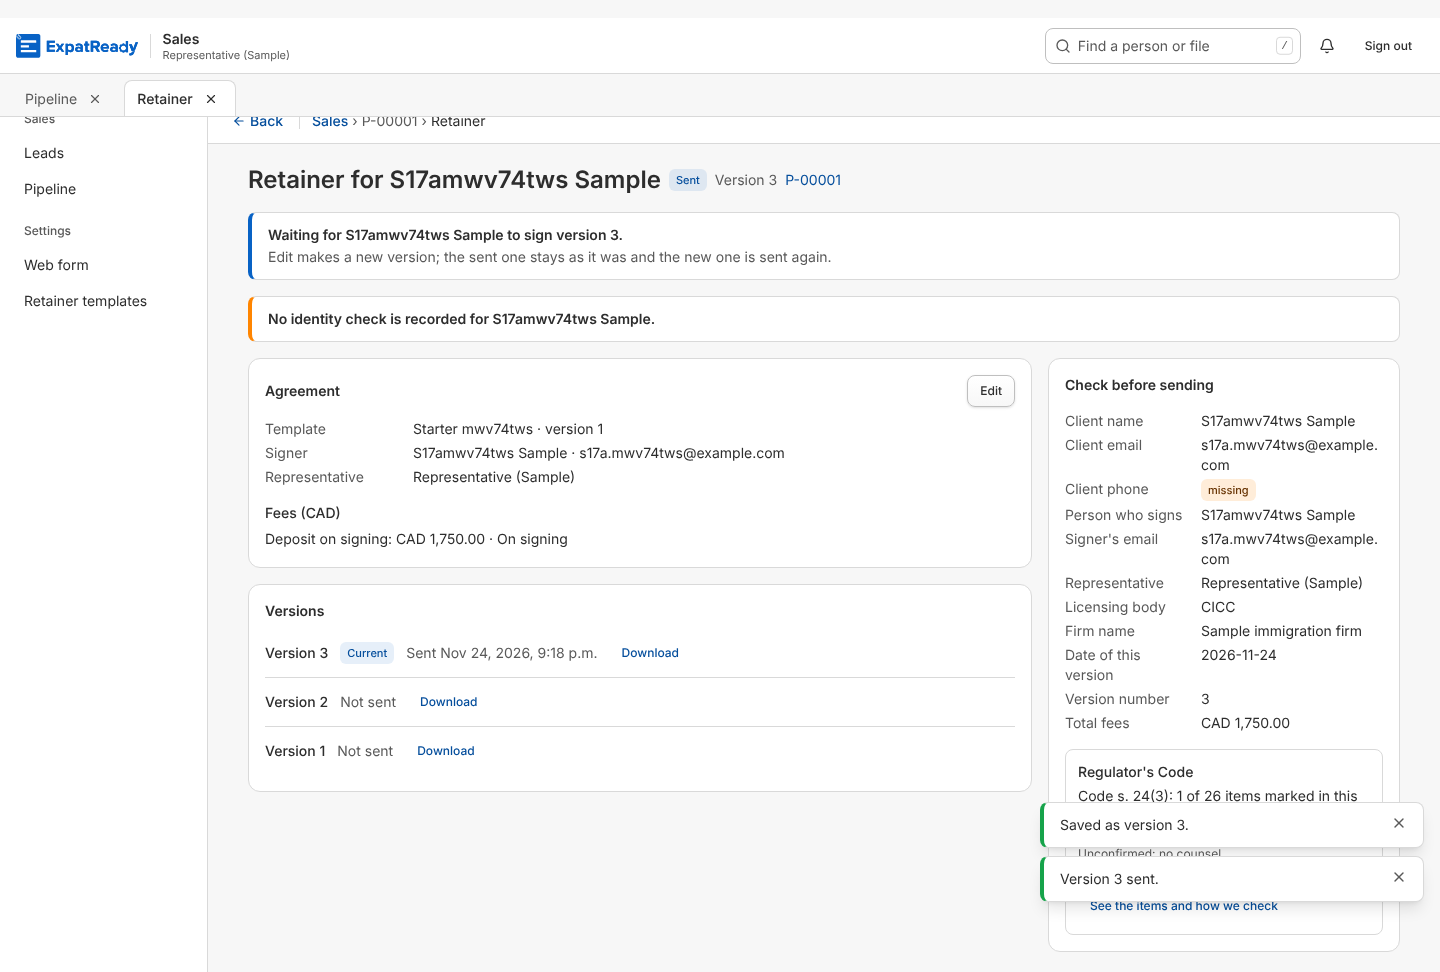 ExpatReady
Sales
Representative (Sample)
Find a person or file
/
Sign out
Pipeline
Retainer
Sales
Leads
Pipeline
Settings
Web form
Retainer templates
← Back
Sales › P-00001 › Retainer
Retainer for S17amwv74tws Sample Sent Version 3 P-00001
Waiting for S17amwv74tws Sample to sign version 3.
Edit makes a new version; the sent one stays as it was and the new one is sent again.
No identity check is recorded for S17amwv74tws Sample.
Agreement
Edit
Template Starter mwv74tws · version 1
Signer S17amwv74tws Sample · s17a.mwv74tws@example.com
Representative Representative (Sample)
Fees (CAD)
Deposit on signing: CAD 1,750.00 · On signing
Versions
Version 3 Current Sent Nov 24, 2026, 9:18 p.m. Download
Version 2 Not sent Download
Version 1 Not sent Download
Check before sending
Client name S17amwv74tws Sample
Client email s17a.mwv74tws@example.
com
Client phone missing
Person who signs S17amwv74tws Sample
Signer's email s17a.mwv74tws@example.
com
Representative Representative (Sample)
Licensing body CICC
Firm name Sample immigration firm
Date of this 2026-11-24
version
Version number 3
Total fees CAD 1,750.00
Regulator's Code
Code s. 24(3): 1 of 26 items marked in this
Saved as version 3.
Unconfirmed: no counsel
Version 3 sent.
See the items and how we check